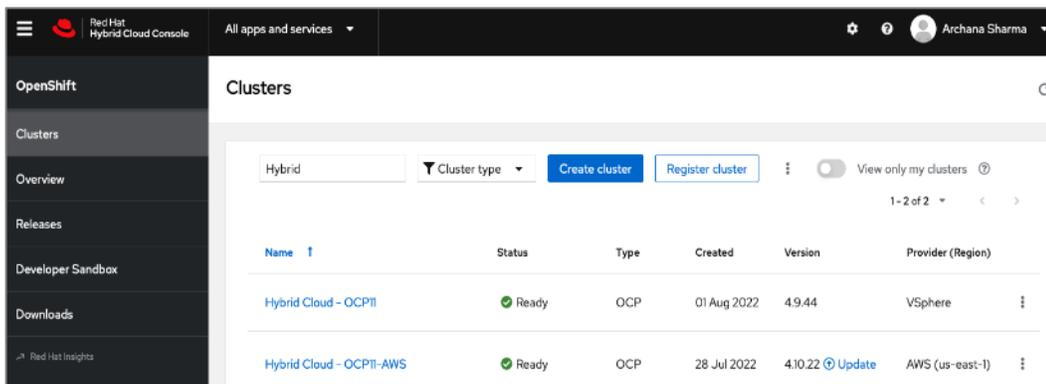 Red Hat
Hybrid Cloud Console
All apps and services
Archana Sharma
OpenShift
Clusters
Overview
Releases
Developer Sandbox
Downloads
Red Hat Insights
Clusters
Hybrid
Cluster type
Create cluster
Register cluster
View only my clusters
1 - 2 of 2
Name Status Type Created Version Provider (Region)
Hybrid Cloud - OCP11 Ready OCP 01 Aug 2022 4.9.44 VSphere
Hybrid Cloud - OCP11-AWS Ready OCP 28 Jul 2022 4.10.22 Update AWS (us-east-1)